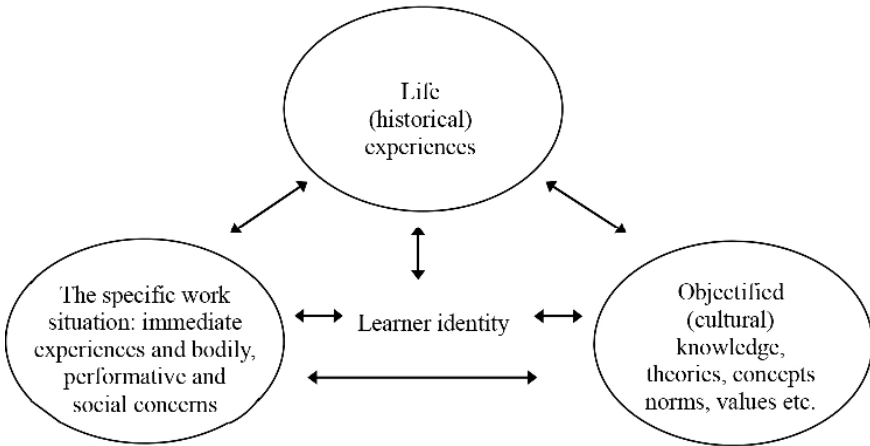 Life
(historical)
experiences
The specific work
situation: immediate
experiences and bodily,
performative and
social concerns
Learner identity
Objectified
(cultural)
knowledge,
theories, concepts
norms, values etc.